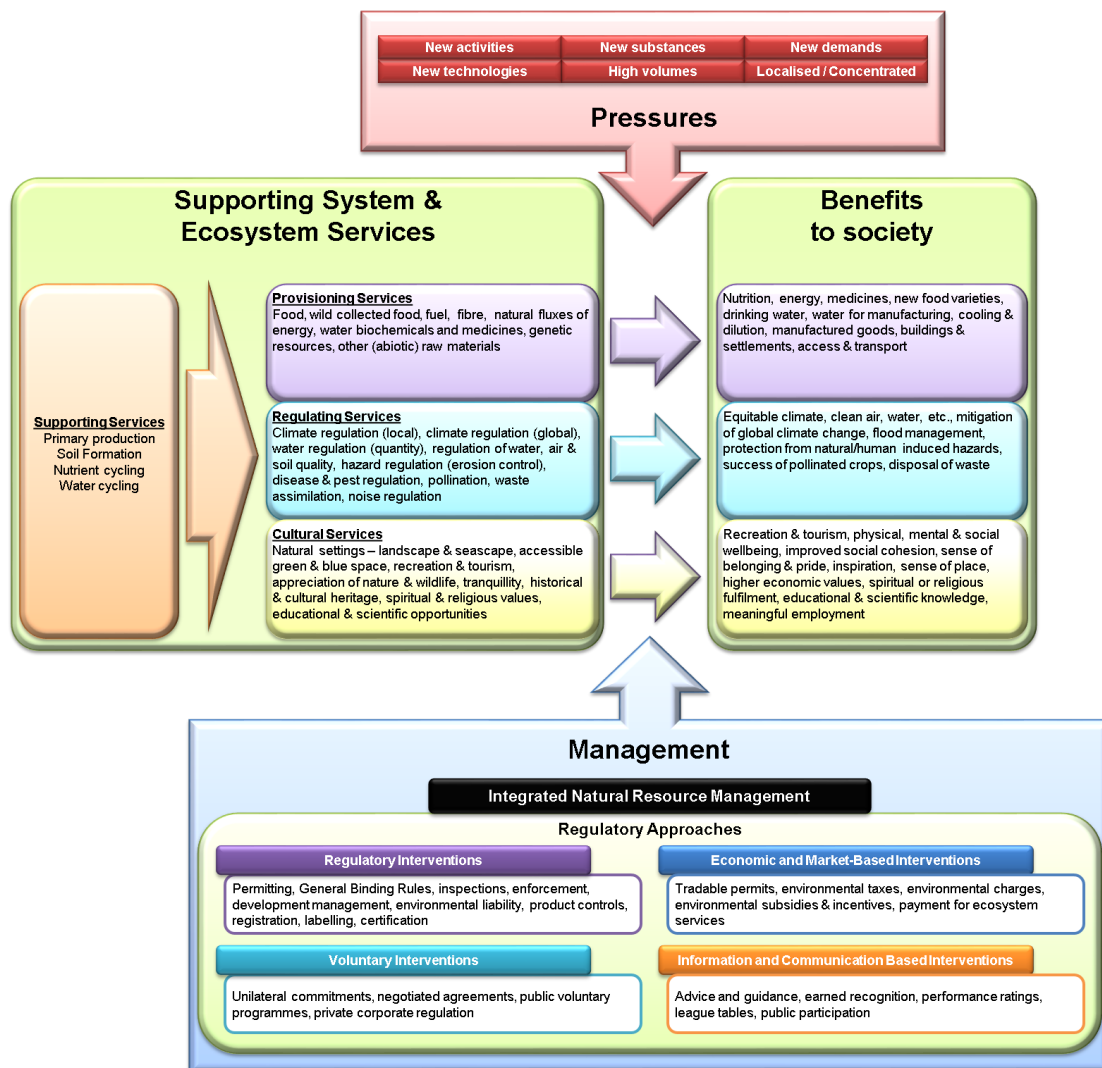 New activities
New substances
New demands
New technologies
High volumes
Localised / Concentrated
Pressures
Supporting System &
Ecosystem Services
Benefits
to society
Supporting Services
Primary production
Soil Formation
Nutrient cycling
Water cycling
Provisioning Services
Food, wild collected food, fuel, fibre, natural fluxes of
energy, water biochemicals and medicines, genetic
resources, other (abiotic) raw materials
Nutrition, energy, medicines, new food varieties,
drinking water, water for manufacturing, cooling &
dilution, manufactured goods, buildings &
settlements, access & transport
Regulating Services
Climate regulation (local), climate regulation (global),
water regulation (quantity), regulation of water, air &
soil quality, hazard regulation (erosion control),
disease & pest regulation, pollination, waste
assimilation, noise regulation
Equitable climate, clean air, water, etc., mitigation
of global climate change, flood management,
protection from natural/human induced hazards,
success of pollinated crops, disposal of waste
Cultural Services
Natural settings – landscape & seascape, accessible
green & blue space, recreation & tourism,
appreciation of nature & wildlife, tranquillity, historical
& cultural heritage, spiritual & religious values,
educational & scientific opportunities
Recreation & tourism, physical, mental & social
wellbeing, improved social cohesion, sense of
belonging & pride, inspiration, sense of place,
higher economic values, spiritual or religious
fulfilment, educational & scientific knowledge,
meaningful employment
Management
Integrated Natural Resource Management
Regulatory Approaches
Regulatory Interventions
Permitting, General Binding Rules, inspections, enforcement,
development management, environmental liability, product controls,
registration, labelling, certification
Economic and Market-Based Interventions
Tradable permits, environmental taxes, environmental charges,
environmental subsidies & incentives, payment for ecosystem
services
Voluntary Interventions
Unilateral commitments, negotiated agreements, public voluntary
programmes, private corporate regulation
Information and Communication Based Interventions
Advice and guidance, earned recognition, performance ratings,
league tables, public participation